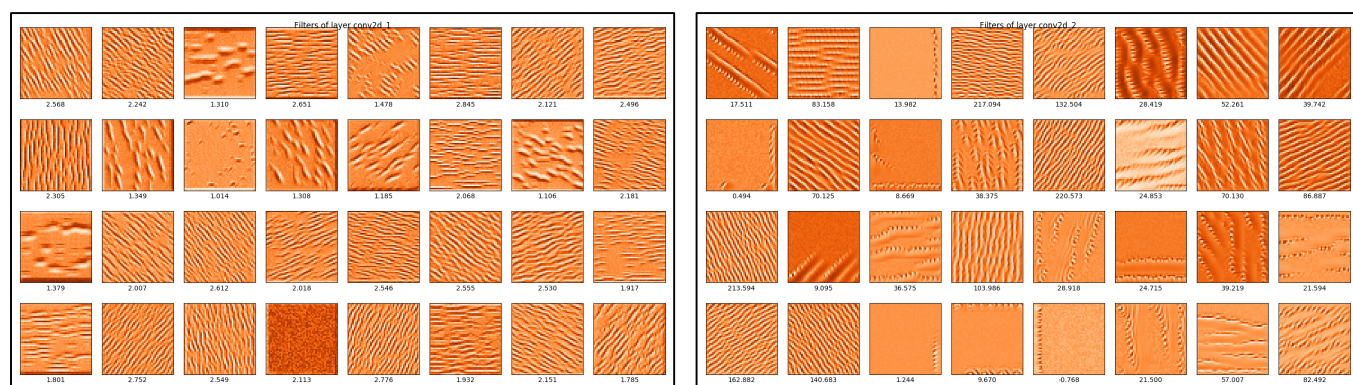 Filters of layer conv2d_1
2.568 2.242 1.310 2.651 1.478 2.845 2.121 2.496
2.305 1.349 1.014 1.308 1.185 2.068 1.106 2.181
1.379 2.007 2.612 2.018 2.546 2.555 2.530 1.917
1.801 2.752 2.549 2.113 2.776 1.932 2.151 1.785
Filters of layer conv2d_2
17.511 83.158 13.982 217.094 132.504 28.419 52.261 39.742
0.494 70.125 8.669 38.375 220.573 24.853 70.130 86.887
213.594 9.095 36.575 103.986 28.918 24.715 39.219 21.594
162.882 140.683 1.244 9.670 -0.768 21.500 57.007 82.492